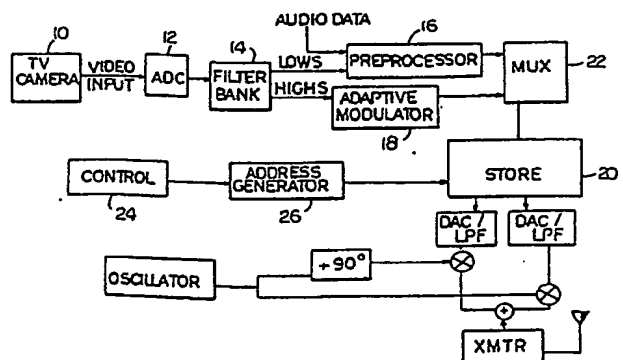 AUDIO DATA
10
12
14
16
TV
CAMERA
VIDEO
INPUT
ADC
FILTER
BANK
LOWS
HIGHS
PREPROCESSOR
ADAPTIVE
MODULATOR
18
MUX
22
CONTROL
24
ADDRESS
GENERATOR
26
STORE
20
DAC /
LPF
DAC /
LPF
OSCILLATOR
+90°
+
XMTR